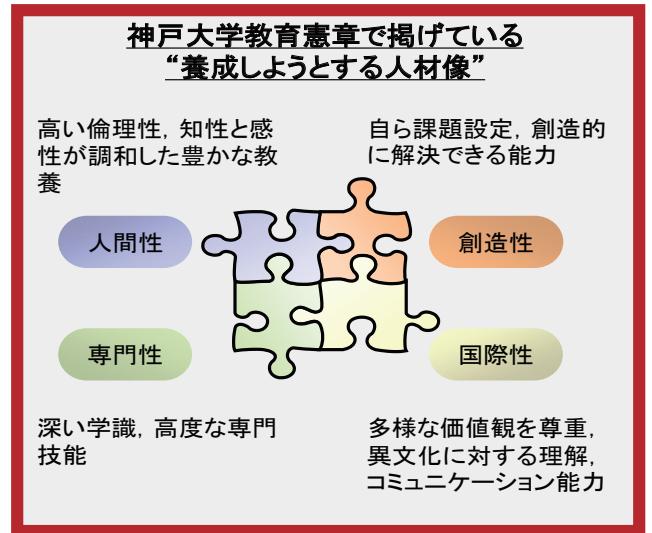 神戸大学教育憲章で掲げている
“養成しようとする人材像”
高い倫理性，知性と感
性が調和した豊かな教
養
自ら課題設定，創造的
に解決できる能力
人間性
創造性
専門性
国際性
深い学識，高度な専門
技能
多様な価値観を尊重，
異文化に対する理解，
コミュニケーション能力